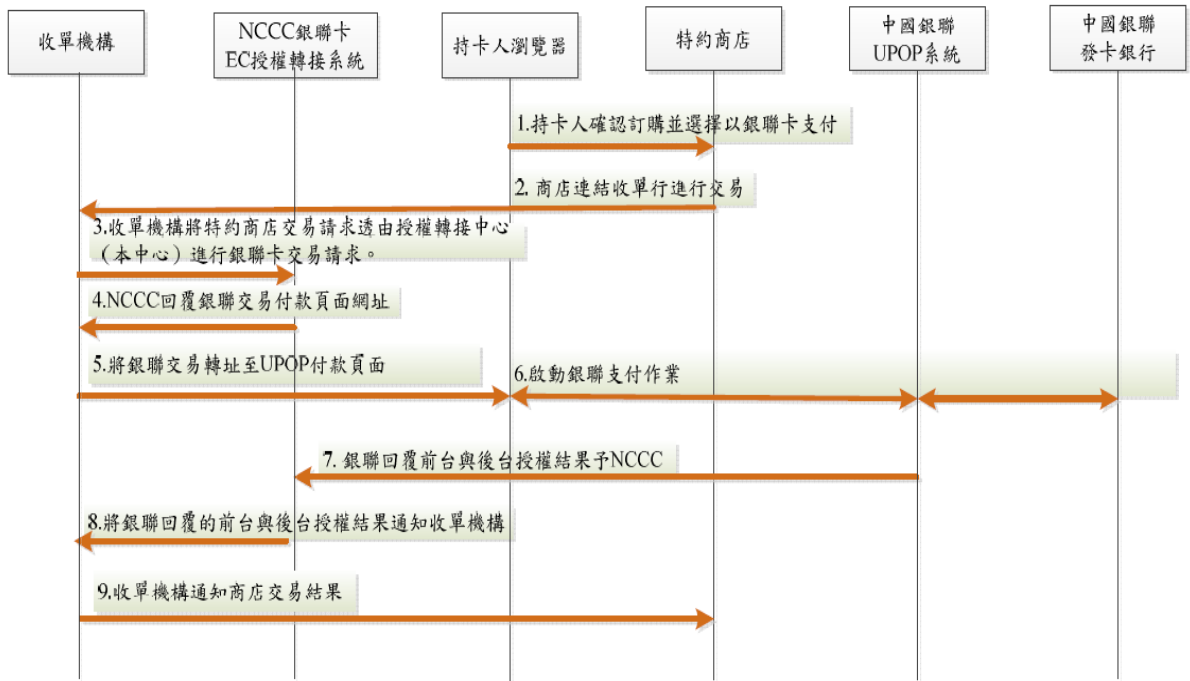 收單機構
NCCC銀聯卡
EC授權轉接系統
持卡人瀏覽器
特約商店
中國銀聯
UPOP系統
中國銀聯
發卡銀行
1.持卡人確認訂購並選擇以銀聯卡支付
2. 商店連結收單行進行交易
3.收單機構將特約商店交易請求透由授權轉接中心
（本中心）進行銀聯卡交易請求。
4.NCCC回覆銀聯交易付款頁面網址
5.將銀聯交易轉址至UPOP付款頁面
6.啟動銀聯支付作業
7. 銀聯回覆前台與後台授權結果予NCCC
8.將銀聯回覆的前台與後台授權結果通知收單機構
9.收單機構通知商店交易結果